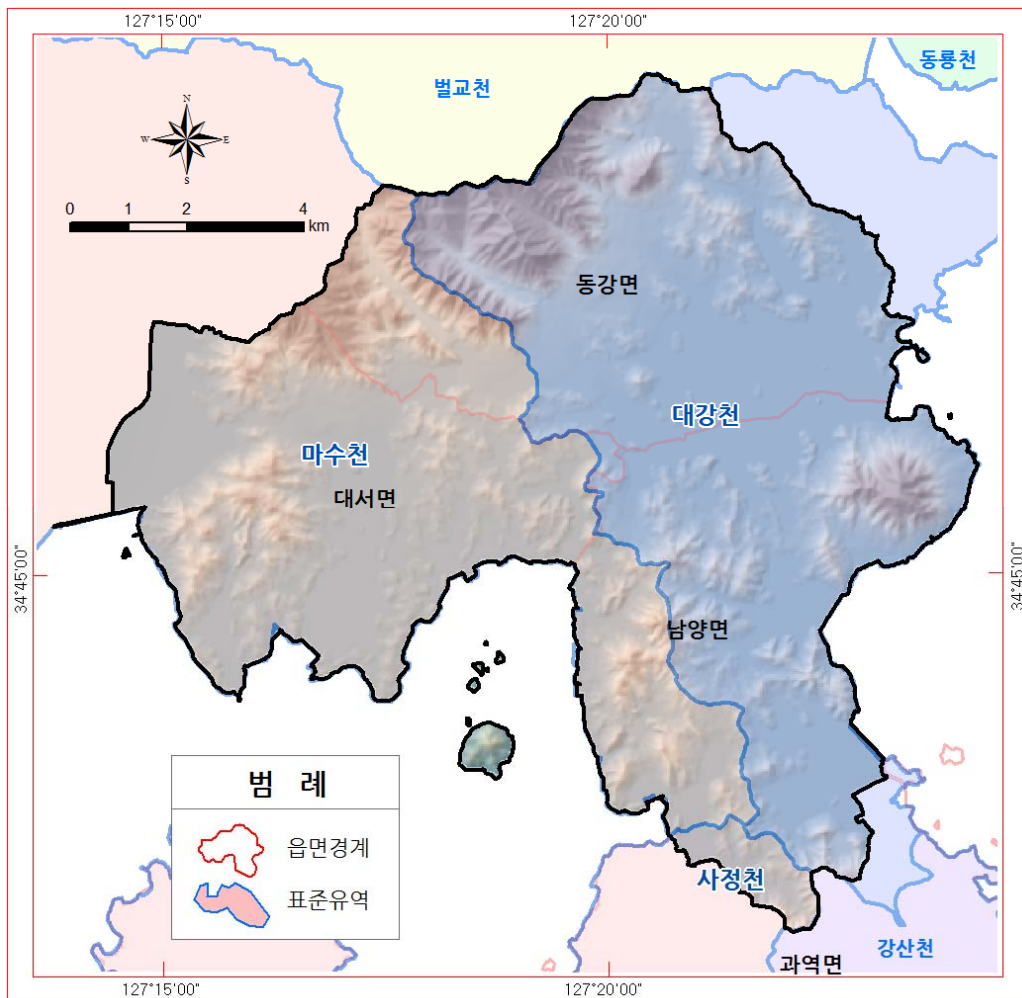 127°15'00"
127°20'00"
동룡천
벌교천
N
W
E
S
0
1
2
4
km
동강면
대강천
마수천
대서면
34°45'00"
34°45'00"
남양면
범 례
읍면경계
표준유역
사정천
강산천
과역면
127°15'00"
127°20'00"